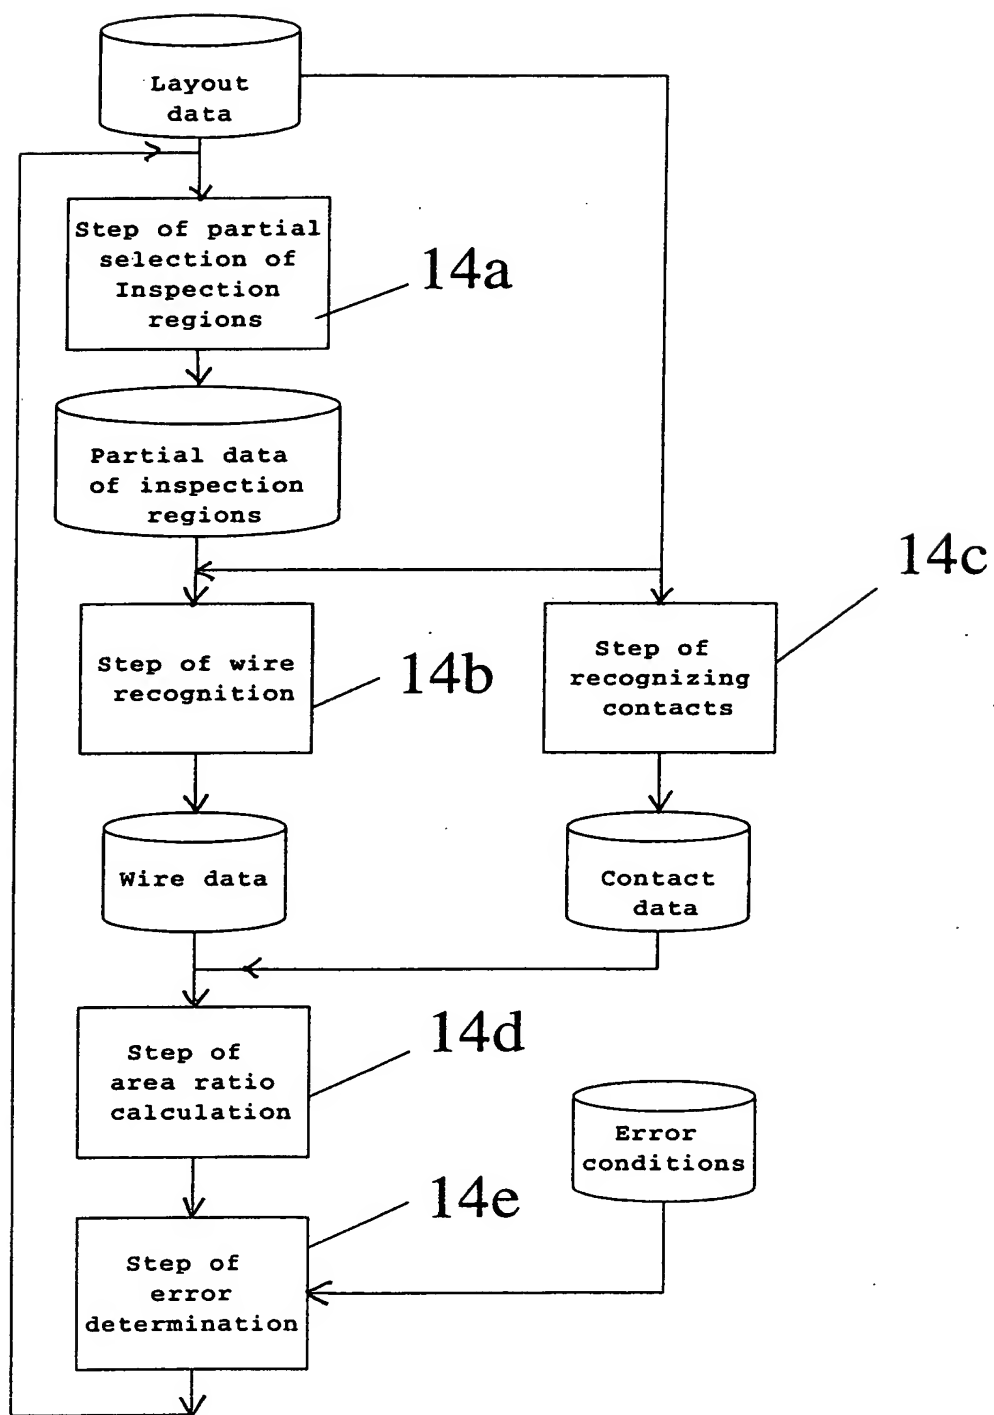 Layout
data
Step of partial
selection of
Inspection
regions
14a
Partial data
of inspection
regions
14c
Step of wire
recognition
14b
Step of
recognizing
contacts
Wire data
Contact
data
Step of
area ratio
calculation
14d
Error
conditions
14e
Step of
error
determination